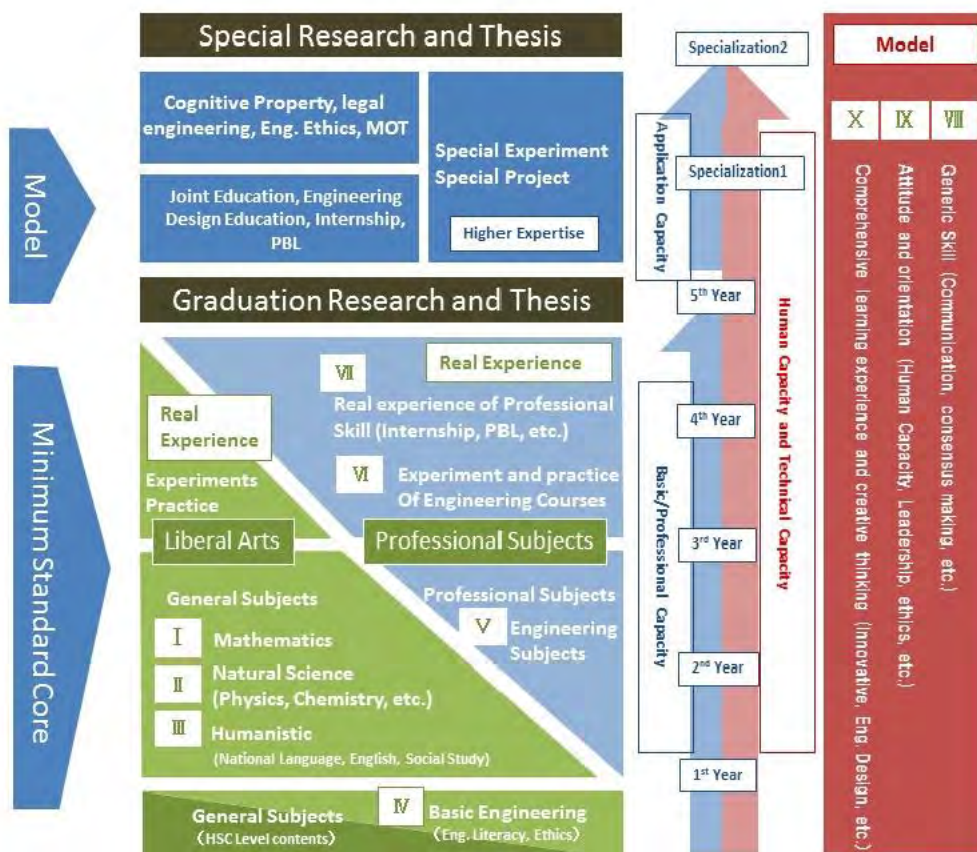 Special Research and Thesis
Cognitive Property, legal
engineering, Eng. Ethics, MOT
Joint Education, Engineering
Design Education, Internship,
PBL
Special Experiment
Special Project
Higher Expertise
Model
Graduation Research and Thesis
Minimum Standard Core
Real
Experience
Experiments
Practice
Ⅶ
Real Experience
Real experience of Professional
Skill (Internship, PBL, etc.)
Ⅵ
Experiment and practice
Of Engineering Courses
Liberal Arts
Professional Subjects
General Subjects
Ⅰ
Mathematics
Ⅱ
Natural Science
(Physics, Chemistry, etc.)
Ⅲ
Humanistic
(National Language, English, Social Study)
Professional Subjects
Ⅴ
Engineering
Subjects
General Subjects
(HSC Level contents)
Ⅳ
Basic Engineering
(Eng. Literacy, Ethics)
Specialization2
Application Capacity
Specialization1
5th Year
4th Year
3rd Year
2nd Year
1st Year
Basic/Professional Capacity
Human Capacity and Technical Capacity
Model
Ⅹ
Ⅸ
Ⅷ
Comprehensive learning experience and creative thinking (Innovative, Eng. Design, etc.)
Attitude and orientation (Human Capacity, Leadership, ethics, etc.)
Generic Skill (Communication, consensus making, etc.)